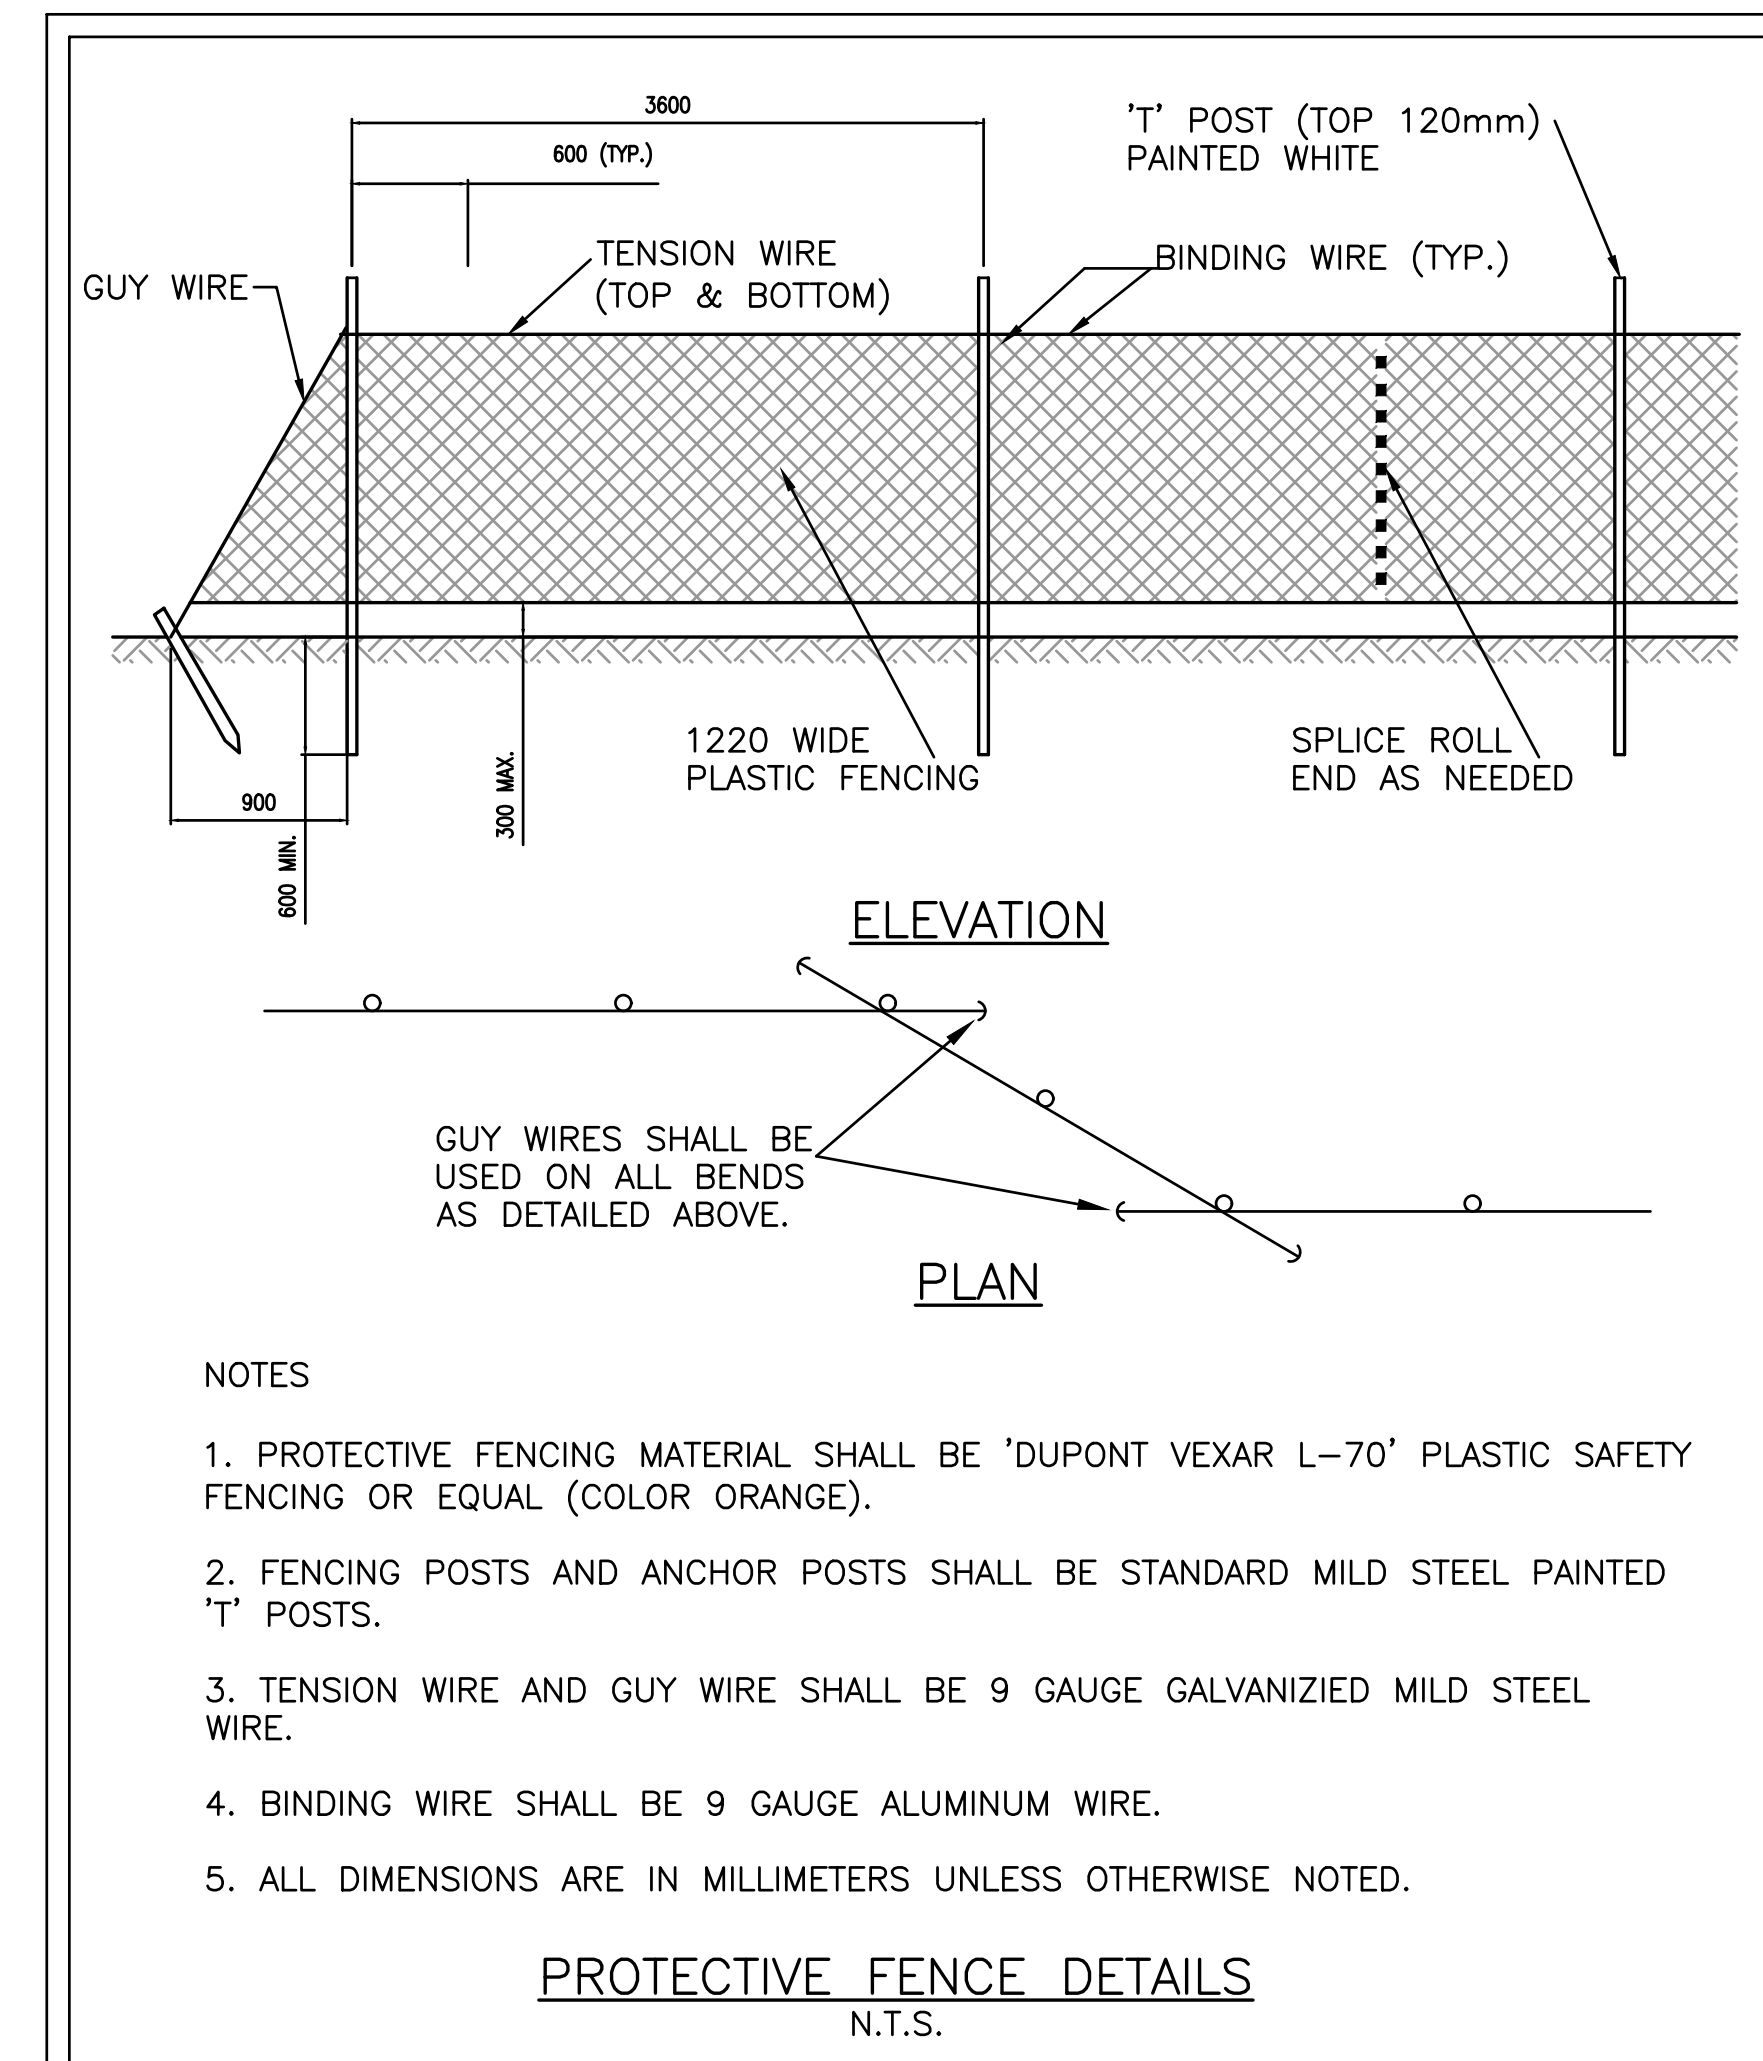 3600
600 (TYP.)
'T' POST (TOP 120mm)
PAINTED WHITE
TENSION WIRE
(TOP & BOTTOM)
BINDING WIRE (TYP.)
GUY WIRE
1220 WIDE
PLASTIC FENCING
SPLICE ROLL
END AS NEEDED
900
600 MIN.
300 MAX.
ELEVATION
GUY WIRES SHALL BE
USED ON ALL BENDS
AS DETAILED ABOVE.
PLAN
NOTES
1. PROTECTIVE FENCING MATERIAL SHALL BE 'DUPONT VEXAR L-70' PLASTIC SAFETY
FENCING OR EQUAL (COLOR ORANGE).
2. FENCING POSTS AND ANCHOR POSTS SHALL BE STANDARD MILD STEEL PAINTED
'T' POSTS.
3. TENSION WIRE AND GUY WIRE SHALL BE 9 GAUGE GALVANIZIED MILD STEEL
WIRE.
4. BINDING WIRE SHALL BE 9 GAUGE ALUMINUM WIRE.
5. ALL DIMENSIONS ARE IN MILLIMETERS UNLESS OTHERWISE NOTED.
PROTECTIVE FENCE DETAILS
N.T.S.